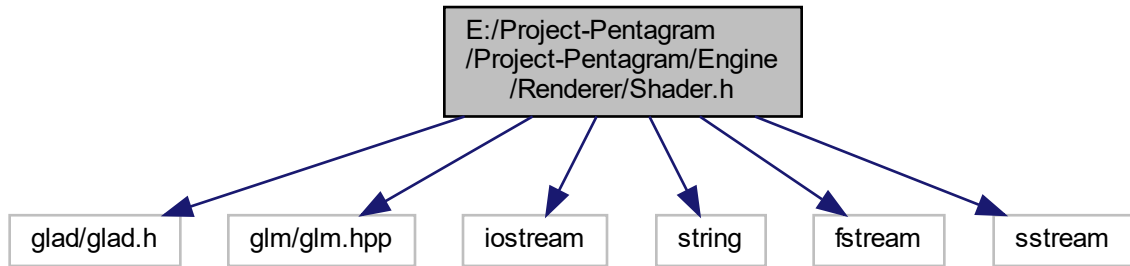 E:/Project-Pentagram
/Project-Pentagram/Engine
/Renderer/Shader.h
glad/glad.h
glm/glm.hpp
iostream
string
fstream
sstream